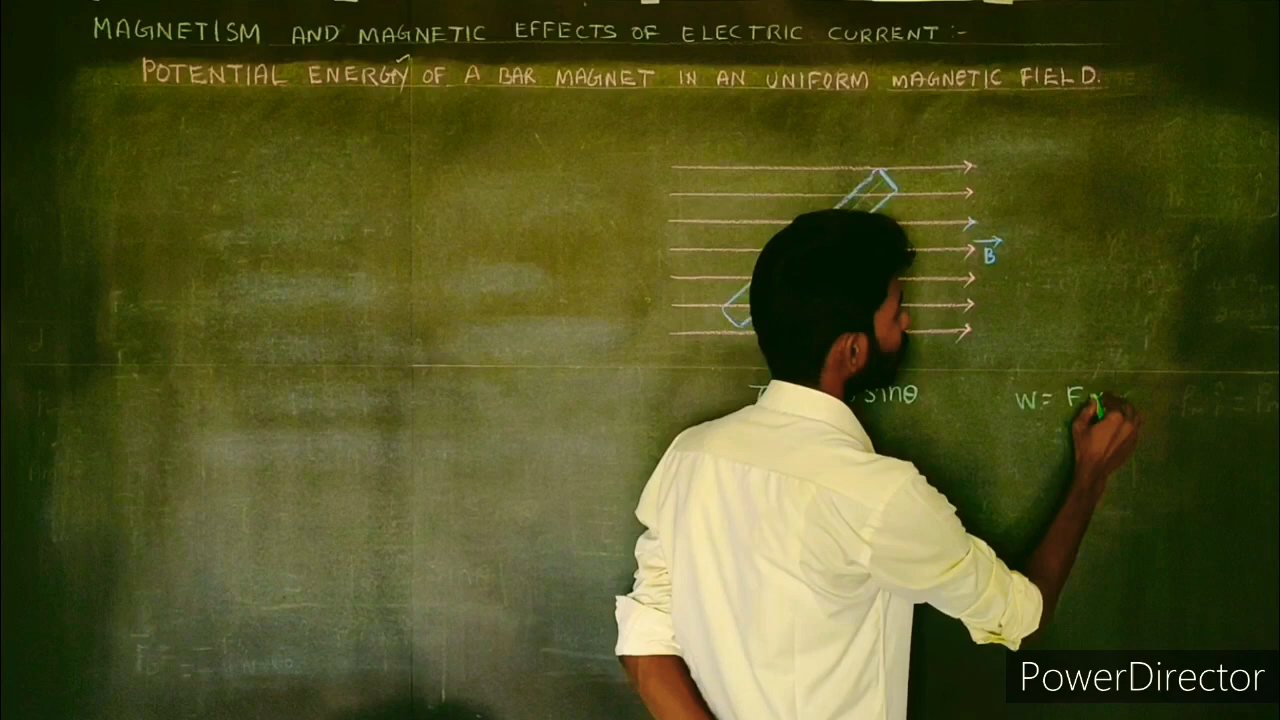 MAGNETISM AND MAGNETIC EFFECTS OF ELECTRIC CURRENT :-
POTENTIAL ENERGY OF A BAR MAGNET IN AN UNIFORM MAGNETIC FIELD.
B
sinθ
W = F
PowerDirector